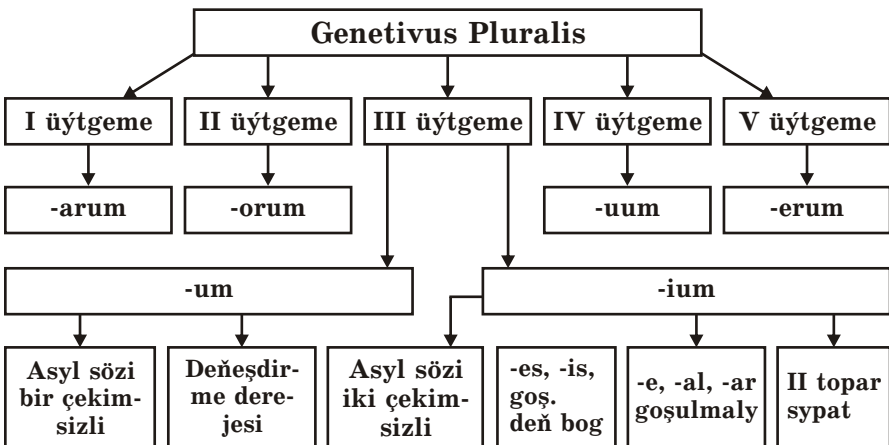 Genetivus Pluralis
I üýtgeme
II üýtgeme
III üýtgeme
IV üýtgeme
V üýtgeme
-arum
-orum
-uum
-erum
-um
-ium
Asyl sözi
bir çekim-
sizli
Deňeşdir-
me dere-
jesi
Asyl sözi
iki çekim-
sizli
-es, -is,
goş.
deň bog
-e, -al, -ar
goşulmaly
II topar
sypat